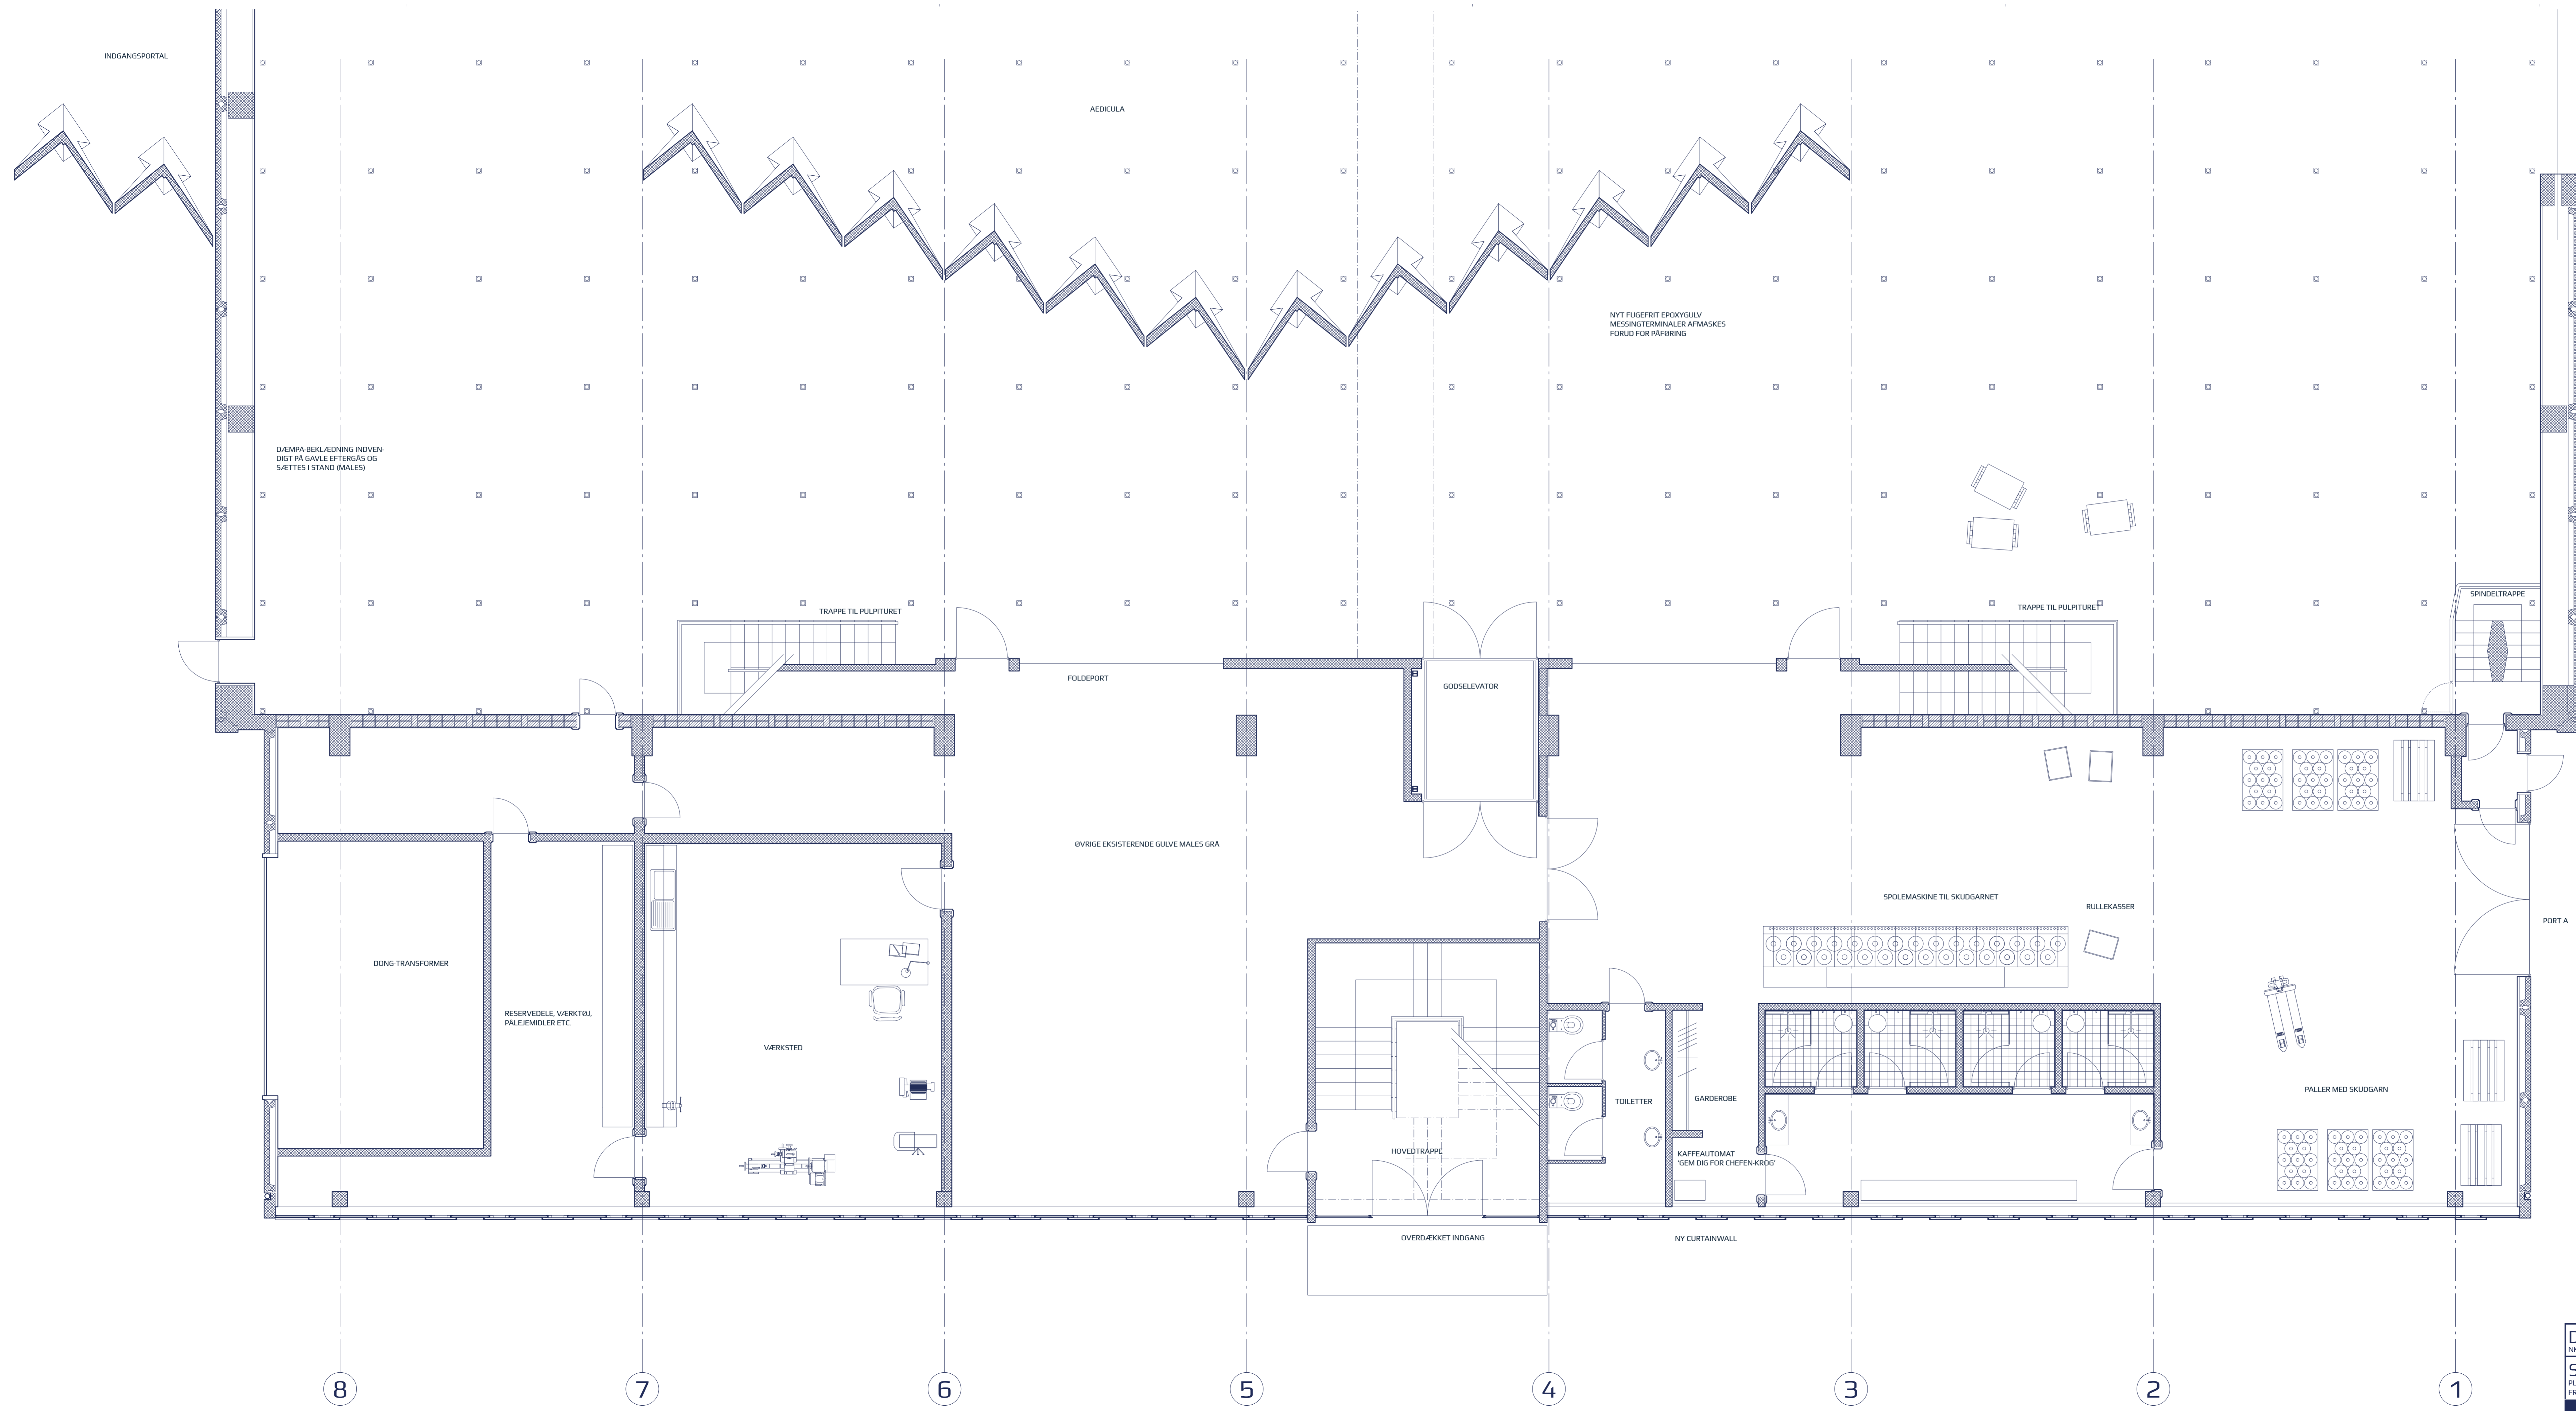 INDGANGSPORTAL
AEDICULA
NYT FUGEFRIT EPOXYGULV
MESSINGTERMINALER AFMASKES
FORUD FOR PÅFØRING
DÆMPA-BEKLÆDNING INDVEN-
DIGT PÅ GAVLE EFTERGÅS OG
SÆTTES I STAND (MALES)
TRAPPE TIL PULPITURET
TRAPPE TIL PULPITURET
SPINDELTRAPPE
FOLDEPORT
GODSELEVATOR
ØVRIGE EKSISTERENDE GULVE MALES GRÅ
SPOLEMASKINE TIL SKUDGARNET
RULLEKASSER
PORT A
DONG-TRANSFORMER
RESERVEDELE, VÆRKTØJ,
PÅLEJEMIDLER ETC.
VÆRKSTED
PALLER MED SKUDGARN
TOILETTER
GARDEROBE
HOVEDTRAPPE
KAFFEAUTOMAT
'GEM DIG FOR CHEFEN-KROG'
OVERDÆKKET INDGANG
NY CURTAINWALL
8
7
6
5
4
3
2
1